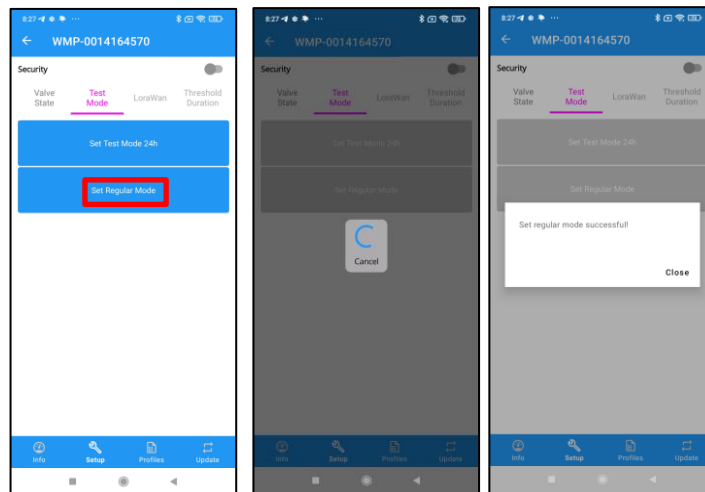 8:27
WMP-0014164570
Security
Valve State
Test Mode
LoraWan
Threshold Duration
Set Test Mode 24h
Set Regular Mode
Info
Setup
Profiles
Update
8:27
WMP-0014164570
Security
Valve State
Test Mode
LoraWan
Threshold Duration
Set Test Mode 24h
Set Regular Mode
Cancel
Info
Setup
Profiles
Update
8:27
WMP-0014164570
Security
Valve State
Test Mode
LoraWan
Threshold Duration
Set Test Mode 24h
Set Regular Mode
Set regular mode successful!
Close
Info
Setup
Profiles
Update